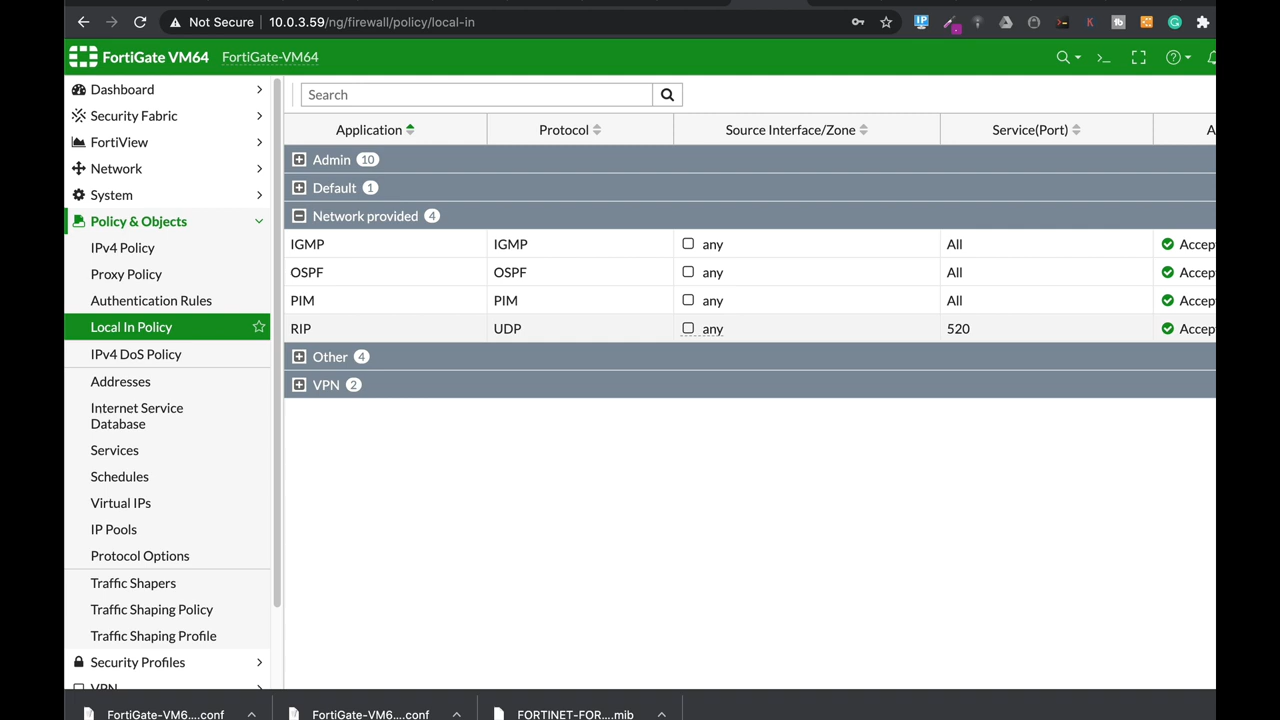 Not Secure 10.0.3.59/ng/firewall/policy/local-in
FortiGate VM64 FortiGate-VM64
Dashboard
Security Fabric
FortiView
Network
System
Policy & Objects
IPv4 Policy
Proxy Policy
Authentication Rules
Local In Policy
IPv4 DoS Policy
Addresses
Internet Service
Database
Services
Schedules
Virtual IPs
IP Pools
Protocol Options
Traffic Shapers
Traffic Shaping Policy
Traffic Shaping Profile
Security Profiles
VPN
Search
Application Protocol Source Interface/Zone Service(Port) A
Admin 10
Default 1
Network provided 4
IGMP IGMP any All Accep
OSPF OSPF any All Accep
PIM PIM any All Accep
RIP UDP any 520 Accep
Other 4
VPN 2
FortiGate-VM6....conf FortiGate-VM6....conf FORTINET-FOR....mib